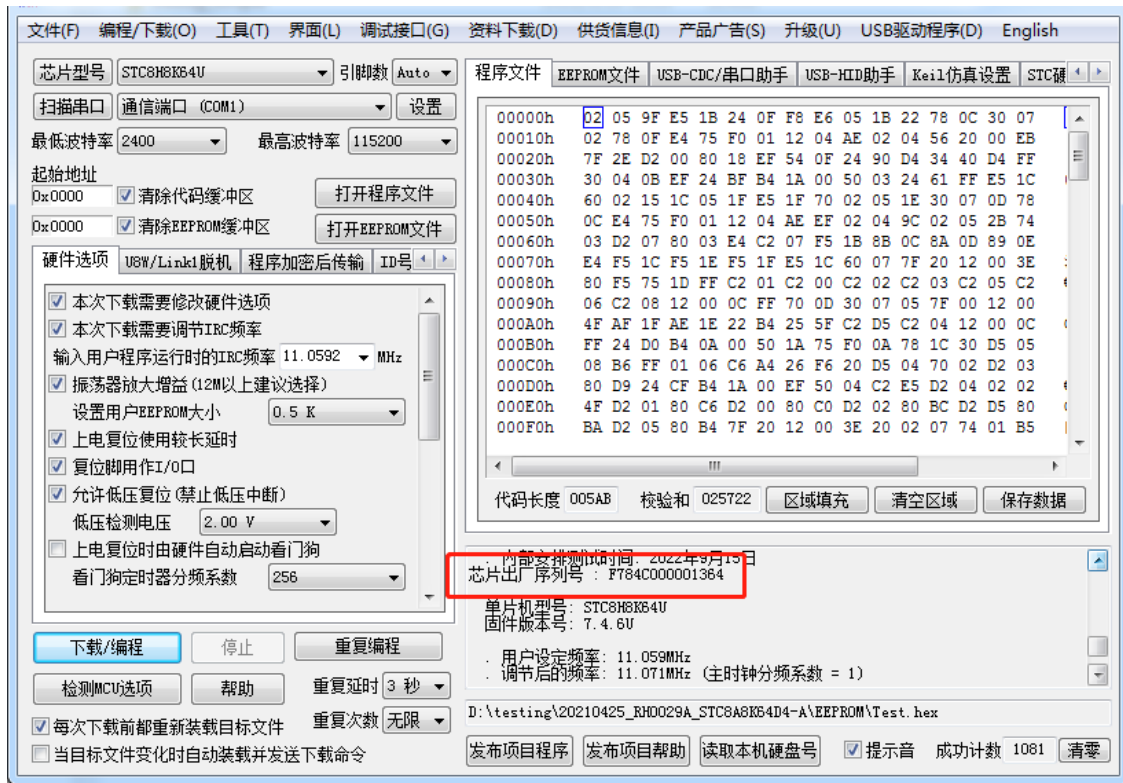 文件(F) 编程/下载(O) 工具(T) 界面(L) 调试接口(G) 资料下载(D) 供货信息(I) 产品广告(S) 升级(U) USB驱动程序(D) English
芯片型号 STC8H8K64U 引脚数 Auto
扫描串口 通信端口 (COM1) 设置
最低波特率 2400 最高波特率 115200
起始地址
0x0000 清除代码缓冲区 打开程序文件
0x0000 清除EEPROM缓冲区 打开EEPROM文件
硬件选项 U8W/Link1脱机 程序加密后传输 ID号
本次下载需要修改硬件选项
本次下载需要调节IRC频率
输入用户程序运行时的IRC频率 11.0592 MHz
振荡器放大增益(12M以上建议选择)
设置用户EEPROM大小 0.5 K
上电复位使用较长延时
复位脚用作I/O口
允许低压复位(禁止低压中断)
低压检测电压 2.00 V
上电复位时由硬件自动启动看门狗
看门狗定时器分频系数 256
下载/编程 停止 重复编程
检测MCU选项 帮助 重复延时 3 秒
每次下载前都重新装载目标文件 重复次数 无限
当目标文件变化时自动装载并发送下载命令
程序文件 EEPROM文件 USB-CDC/串口助手 USB-HID助手 Keil仿真设置 STC硬
00000h 02 05 9F E5 1B 24 0F F8 E6 05 1B 22 78 0C 30 07
00010h 02 78 0F E4 75 F0 01 12 04 AE 02 04 56 20 00 EB
00020h 7F 2E D2 00 80 18 EF 54 0F 24 90 D4 34 40 D4 FF
00030h 30 04 0B EF 24 BF B4 1A 00 50 03 24 61 FF E5 1C
00040h 60 02 15 1C 05 1F E5 1F 70 02 05 1E 30 07 0D 78
00050h 0C E4 75 F0 01 12 04 AE EF 02 04 9C 02 05 2B 74
00060h 03 D2 07 80 03 E4 C2 07 F5 1B 8B 0C 8A 0D 89 0E
00070h E4 F5 1C F5 1E F5 1F E5 1C 60 07 7F 20 12 00 3E
00080h 80 F5 75 1D FF C2 01 C2 00 C2 02 C2 03 C2 05 C2
00090h 06 C2 08 12 00 0C FF 70 0D 30 07 05 7F 00 12 00
000A0h 4F AF 1F AE 1E 22 B4 25 5F C2 D5 C2 04 12 00 0C
000B0h FF 24 D0 B4 0A 00 50 1A 75 F0 0A 78 1C 30 D5 05
000C0h 08 B6 FF 01 06 C6 A4 26 F6 20 D5 04 70 02 D2 03
000D0h 80 D9 24 CF B4 1A 00 EF 50 04 C2 E5 D2 04 02 02
000E0h 4F D2 01 80 C6 D2 00 80 C0 D2 02 80 BC D2 D5 80
000F0h BA D2 05 80 B4 7F 20 12 00 3E 20 02 07 74 01 B5
代码长度 005AB 校验和 025722 区域填充 清空区域 保存数据
. 内部安排测试时间: 2022年9月15日
芯片出厂序列号 : F784C000001364
单片机型号: STC8H8K64U
固件版本号: 7.4.6U
. 用户设定频率: 11.059MHz
. 调节后的频率: 11.071MHz (主时钟分频系数 = 1)
D:\testing\20210425_RH0029A_STC8A8K64D4-A\EEPROM\Test.hex
发布项目程序 发布项目帮助 读取本机硬盘号 提示音 成功计数 1081 清零